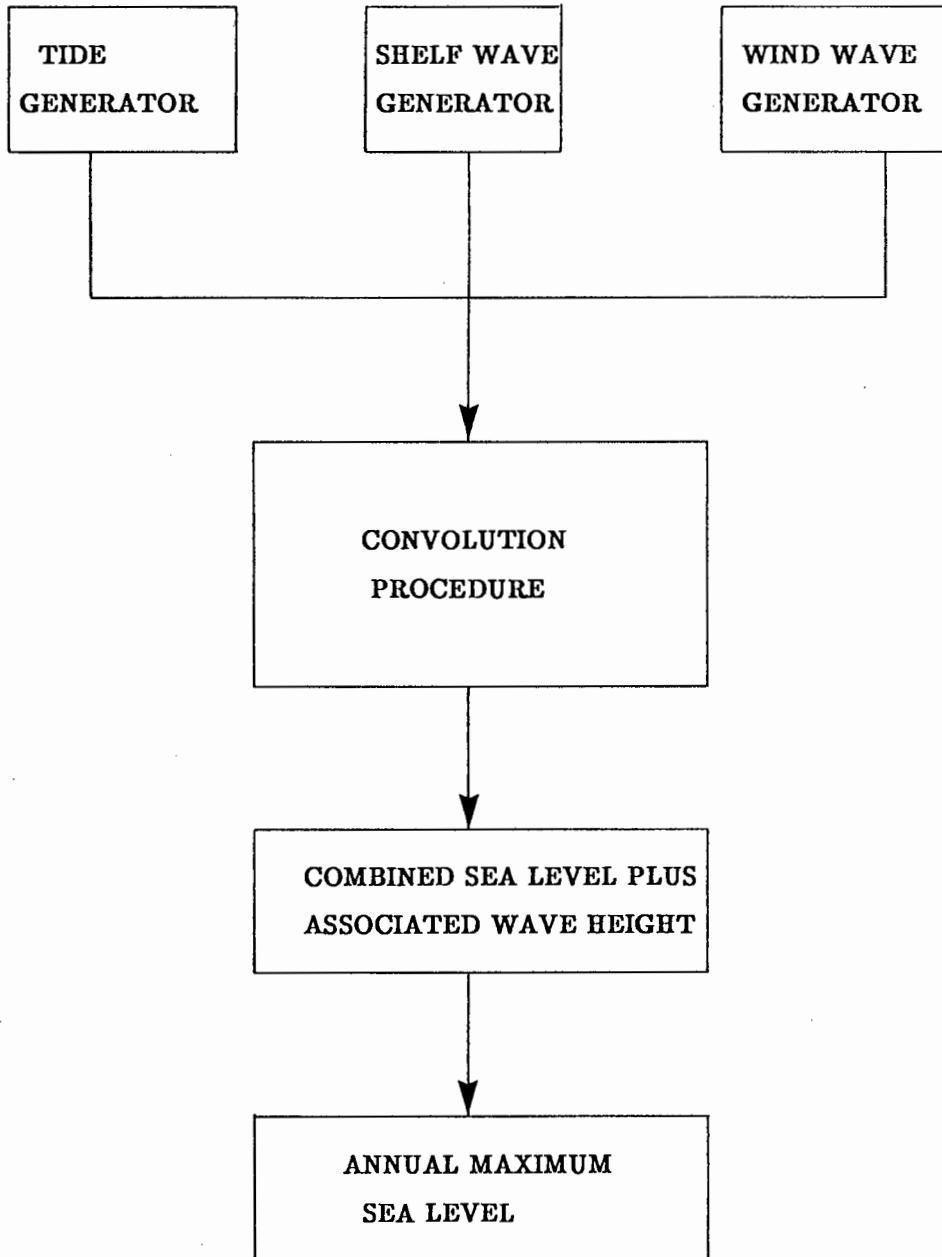 TIDE
GENERATOR
SHELF WAVE
GENERATOR
WIND WAVE
GENERATOR
CONVOLUTION
PROCEDURE
COMBINED SEA LEVEL PLUS
ASSOCIATED WAVE HEIGHT
ANNUAL MAXIMUM
SEA LEVEL